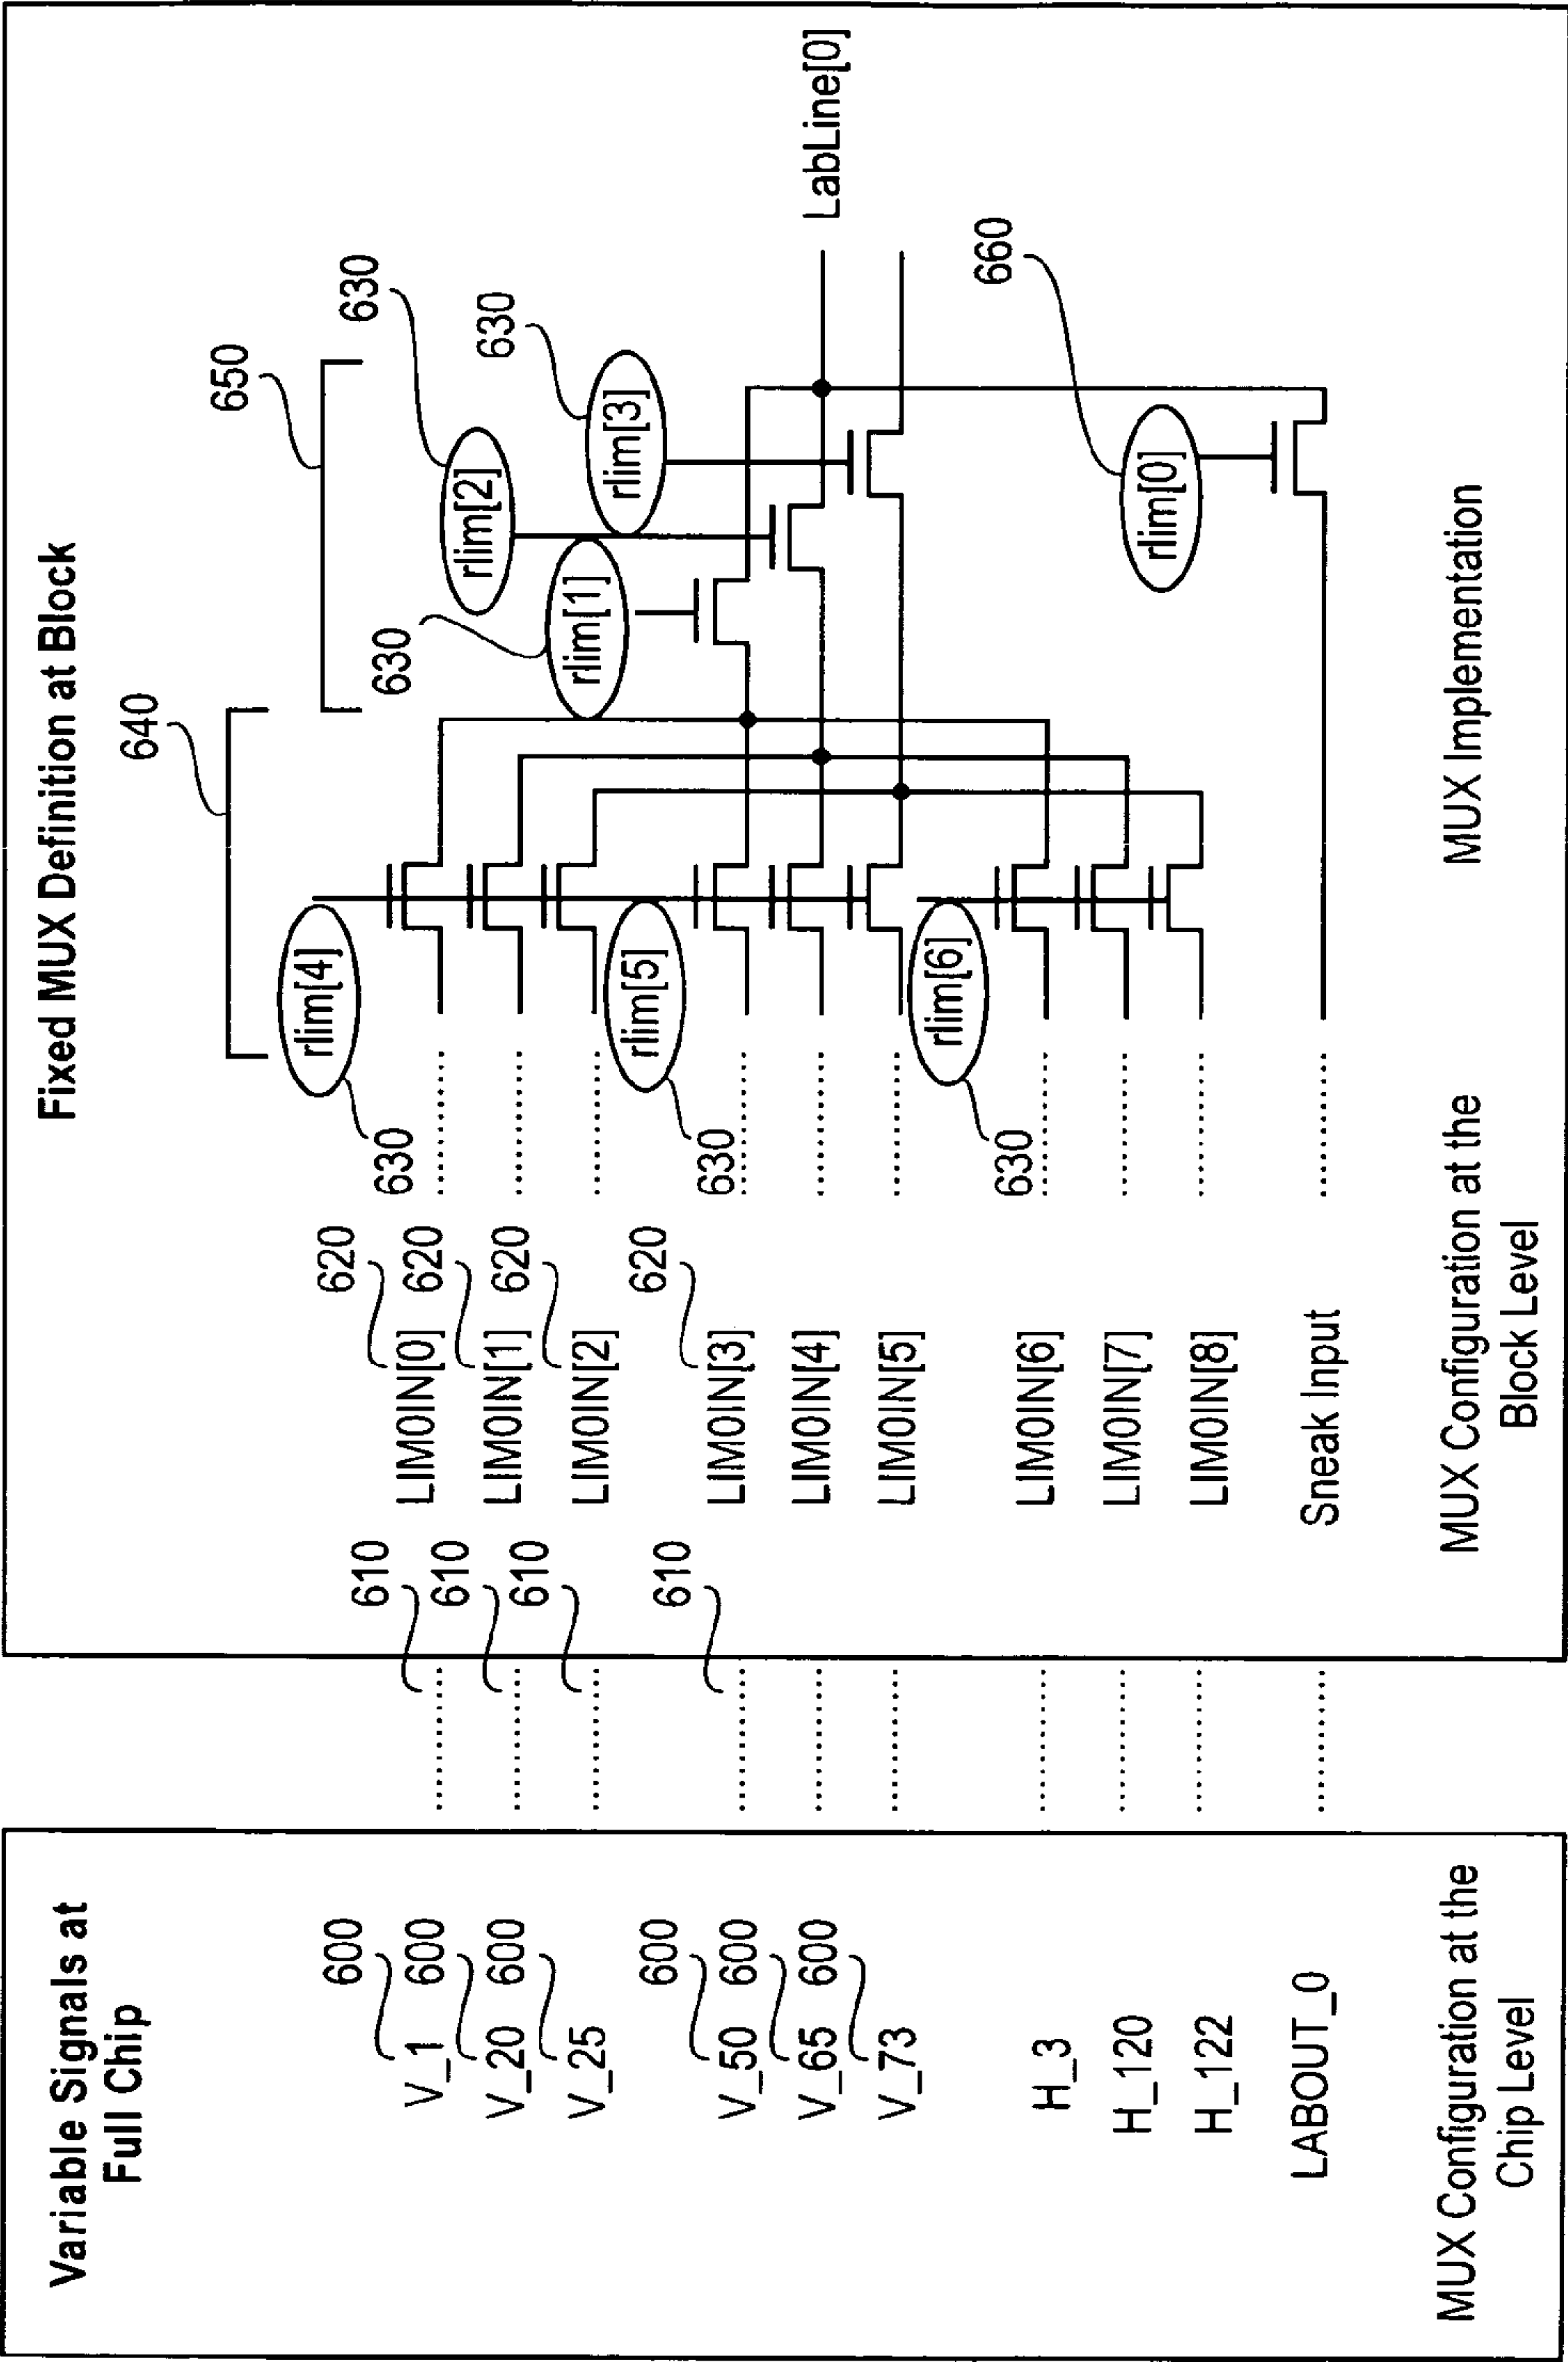 Variable Signals at
Full Chip
600
V_1
600
V_20
600
V_25
600
V_50
600
V_65
600
V_73
H_3
H_120
H_122
LABOUT_0
MUX Configuration at the
Chip Level
610
610
610
610
Fixed MUX Definition at Block
620
LIMOIN[0]
620
LIMOIN[1]
620
LIMOIN[2]
620
LIMOIN[3]
LIMOIN[4]
LIMOIN[5]
LIMOIN[6]
LIMOIN[7]
LIMOIN[8]
Sneak Input
MUX Configuration at the
Block Level
640
rlim[4]
630
rlim[5]
630
rlim[6]
630
650
630
rlim[1]
630
rlim[2]
630
rlim[3]
LabLine[0]
660
rlim[0]
MUX Implementation